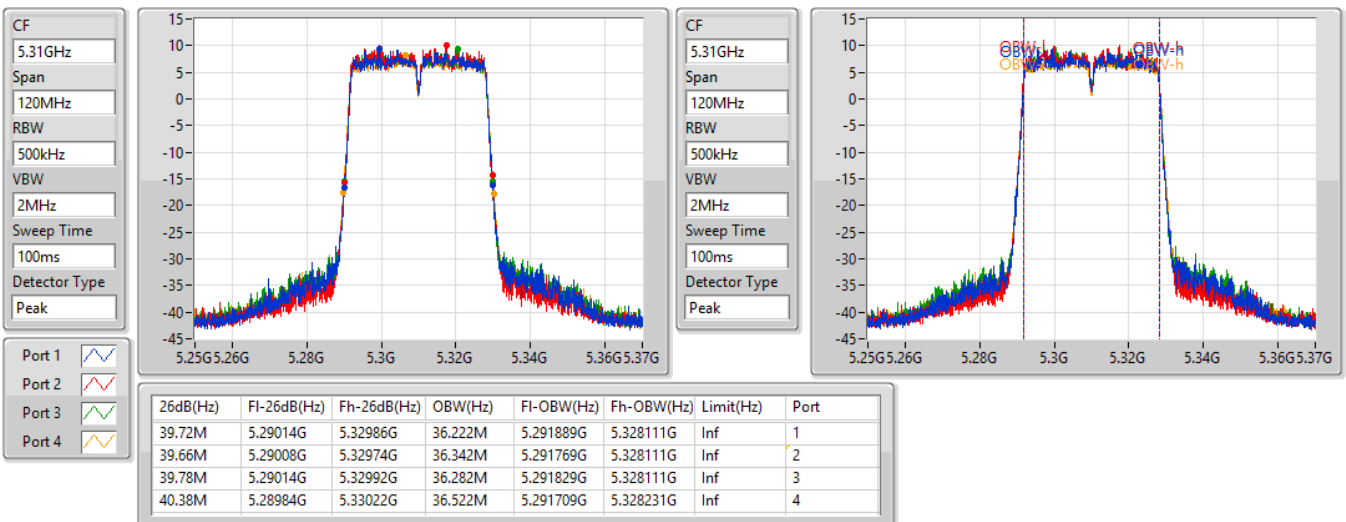 CF
5.31GHz
Span
120MHz
RBW
500kHz
VBW
2MHz
Sweep Time
100ms
Detector Type
Peak
15
10
5
0
-5
-10
-15
-20
-25
-30
-35
-40
-45
5.25G 5.26G 5.28G 5.3G 5.32G 5.34G 5.36G 5.37G
CF
5.31GHz
Span
120MHz
RBW
500kHz
VBW
2MHz
Sweep Time
100ms
Detector Type
Peak
15
10
5
0
-5
-10
-15
-20
-25
-30
-35
-40
-45
OBW-h
OBW-h
5.25G 5.26G 5.28G 5.3G 5.32G 5.34G 5.36G 5.37G
Port 1
Port 2
Port 3
Port 4
26dB(Hz) Fl-26dB(Hz) Fh-26dB(Hz) OBW(Hz) Fl-OBW(Hz) Fh-OBW(Hz) Limit(Hz) Port
39.72M 5.29014G 5.32986G 36.222M 5.291889G 5.328111G Inf 1
39.66M 5.29008G 5.32974G 36.342M 5.291769G 5.328111G Inf 2
39.78M 5.29014G 5.32992G 36.282M 5.291829G 5.328111G Inf 3
40.38M 5.28984G 5.33022G 36.522M 5.291709G 5.328231G Inf 4